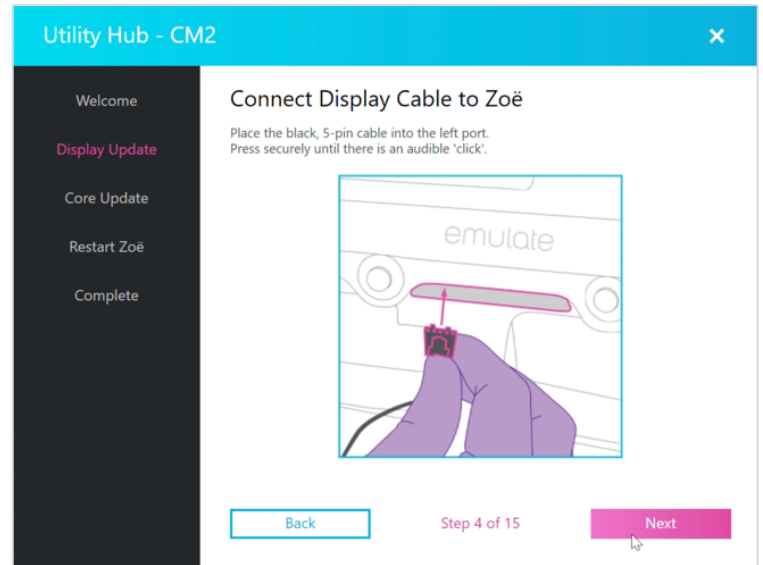 Utility Hub - CM2
Welcome
Display Update
Core Update
Restart Zoë
Complete
Connect Display Cable to Zoë
Place the black, 5-pin cable into the left port.
Press securely until there is an audible 'click'.
emulate
Back
Step 4 of 15
Next